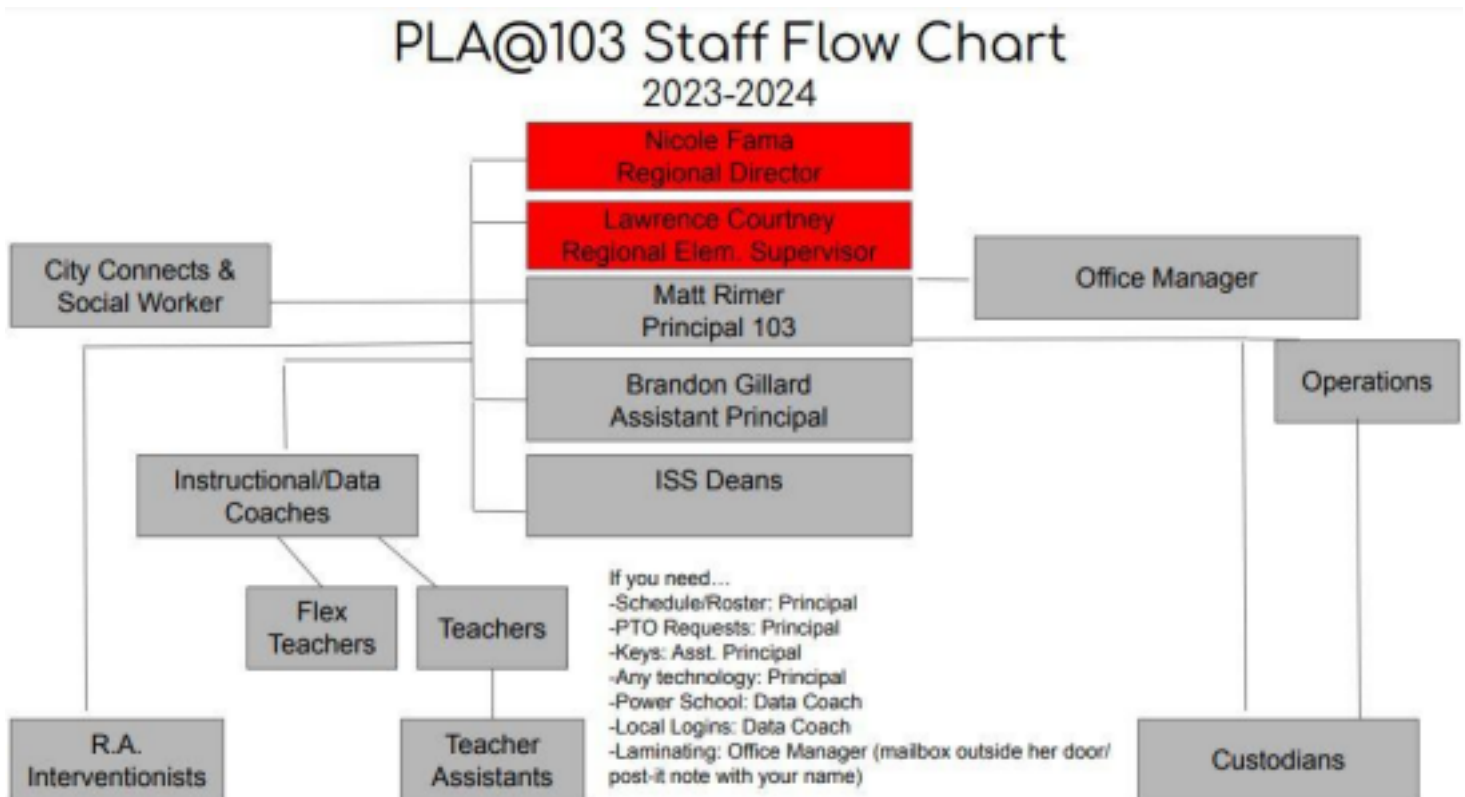 PLA@103 Staff Flow Chart
2023-2024
Nicole Fama
Regional Director
Lawrence Courtney
Regional Elem. Supervisor
City Connects &
Social Worker
Office Manager
Matt Rimer
Principal 103
Operations
Brandon Gillard
Assistant Principal
Instructional/Data
Coaches
ISS Deans
Flex
Teachers
Teachers
If you need...
-Schedule/Roster: Principal
-PTO Requests: Principal
-Keys: Asst. Principal
-Any technology: Principal
-Power School: Data Coach
-Local Logins: Data Coach
-Laminating: Office Manager (mailbox outside her door/
post-it note with your name)
R.A.
Interventionists
Teacher
Assistants
Custodians